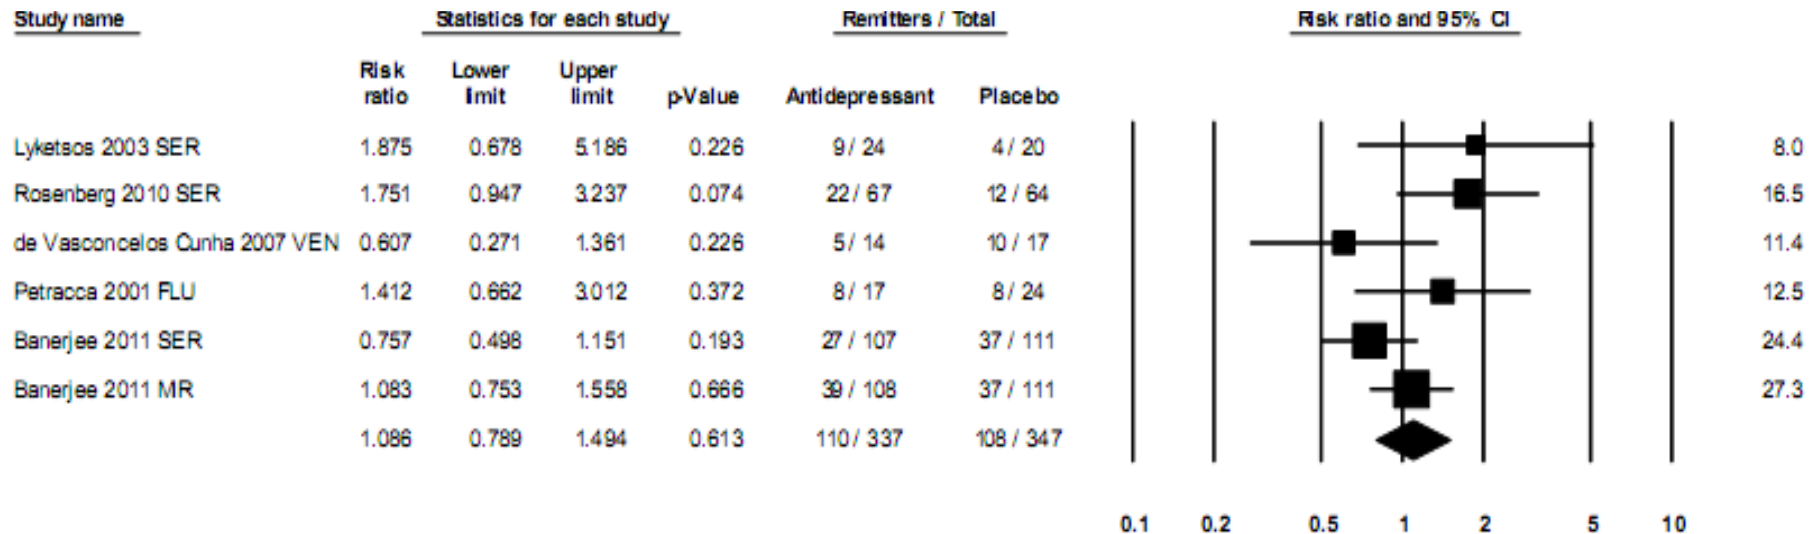 Study name Statistics for each study Remitters / Total Risk ratio and 95% CI
Risk ratio Lower limit Upper limit p-Value Antidepressant Placebo
Lyketsos 2003 SER 1.875 0.678 5.186 0.226 9 / 24 4 / 20 8.0
Rosenberg 2010 SER 1.751 0.947 3.237 0.074 22 / 67 12 / 64 16.5
de Vasconcelos Cunha 2007 VEN 0.607 0.271 1.361 0.226 5 / 14 10 / 17 11.4
Petracca 2001 FLU 1.412 0.662 3.012 0.372 8 / 17 8 / 24 12.5
Banerjee 2011 SER 0.757 0.498 1.151 0.193 27 / 107 37 / 111 24.4
Banerjee 2011 MR 1.083 0.753 1.558 0.666 39 / 108 37 / 111 27.3
1.086 0.789 1.494 0.613 110 / 337 108 / 347
0.1 0.2 0.5 1 2 5 10